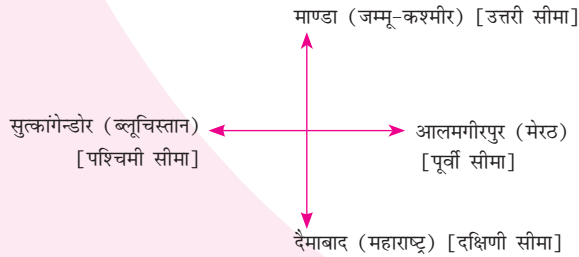 माण्डा (जम्मू-कश्मीर) [उत्तरी सीमा]
सुत्कांगेन्डोर (ब्लूचिस्तान)
[पश्चिमी सीमा]
आलमगीरपुर (मेरठ)
[पूर्वी सीमा]
दैमाबाद (महाराष्ट्र) [दक्षिणी सीमा]